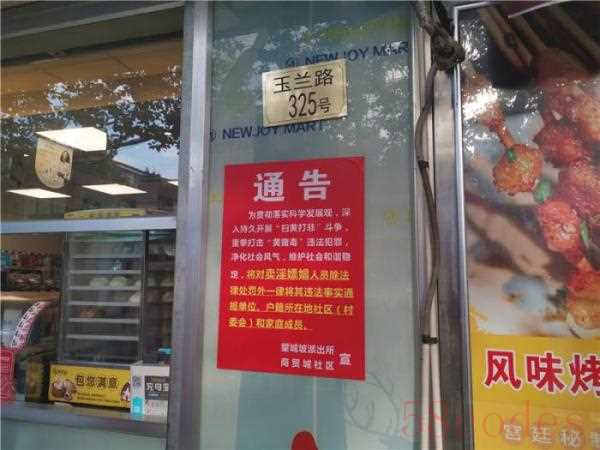 NEW JOY MART
玉兰路
325号
NEWJOY MART
通告
为贯彻落实科学发展观，深
入持久开展“扫黄打非”斗争，
重拳打击“黄赌毒”违法犯罪，
净化社会风气，维护社会和谐稳
定，将对卖淫嫖娼人员除法
律处罚外一律将其违法事实通
报单位、户籍所在地社区（村
委会）和家庭成员。
望城坡派出所
商贸城社区 宣
包您满意
风味烤
宫廷秘